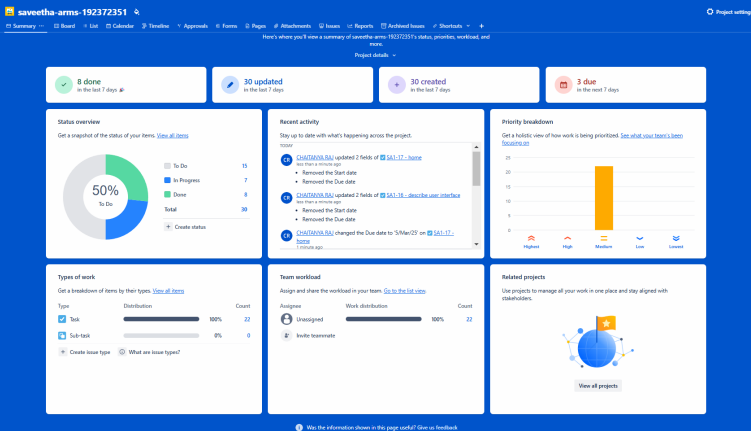 saveetha-arms-192372351
Project setting
Summary
Board
List
Calendar
Timeline
Approvals
Forms
Pages
Attachments
Issues
Reports
Archived Issues
Shortcuts
Here's where you'll view a summary of saveetha-arms-192372351's status, priorities, workload, and
more.
Project details
8 done
in the last 7 days
30 updated
in the last 7 days
30 created
in the last 7 days
3 due
in the next 7 days
Status overview
Get a snapshot of the status of your items. View all items
50%
To Do
To Do 15
In Progress 7
Done 8
Total 30
+ Create status
Recent activity
Stay up to date with what's happening across the project.
TODAY
CR CHAITANYA RAJ updated 2 fields of SA1-17 - home
less than a minute ago
• Removed the Start date
• Removed the Due date
CR CHAITANYA RAJ updated 2 fields of SA1-16 - describe user interface
less than a minute ago
• Removed the Start date
• Removed the Due date
CR CHAITANYA RAJ changed the Due date to '5/Mar/25' on SA1-17 -
home
1 minute ago
Priority breakdown
Get a holistic view of how work is being prioritized. See what your team's been
focusing on
25
20
15
10
5
0
Highest High Medium Low Lowest
Types of work
Get a breakdown of items by their types. View all items
Type Distribution Count
Task 100% 22
Sub-task 0% 0
+ Create issue type What are issue types?
Team workload
Assign and share the workload in your team. Go to the list view.
Assignee Work distribution Count
Unassigned 100% 22
Invite teammate
Related projects
Use projects to manage all your work in one place and stay aligned with
stakeholders.
View all projects
Was the information shown in this page useful? Give us feedback